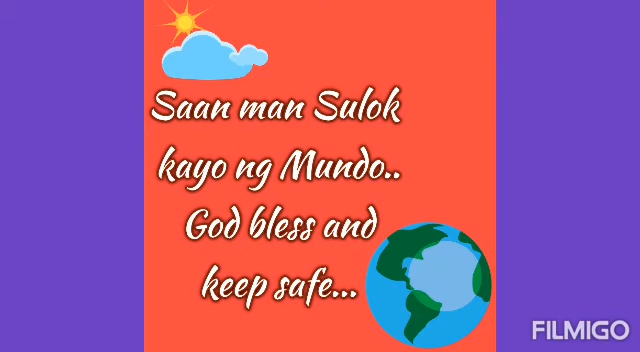 Saan man Sulok
kayo ng Mundo..
God bless and
keep safe...
FILMIGO